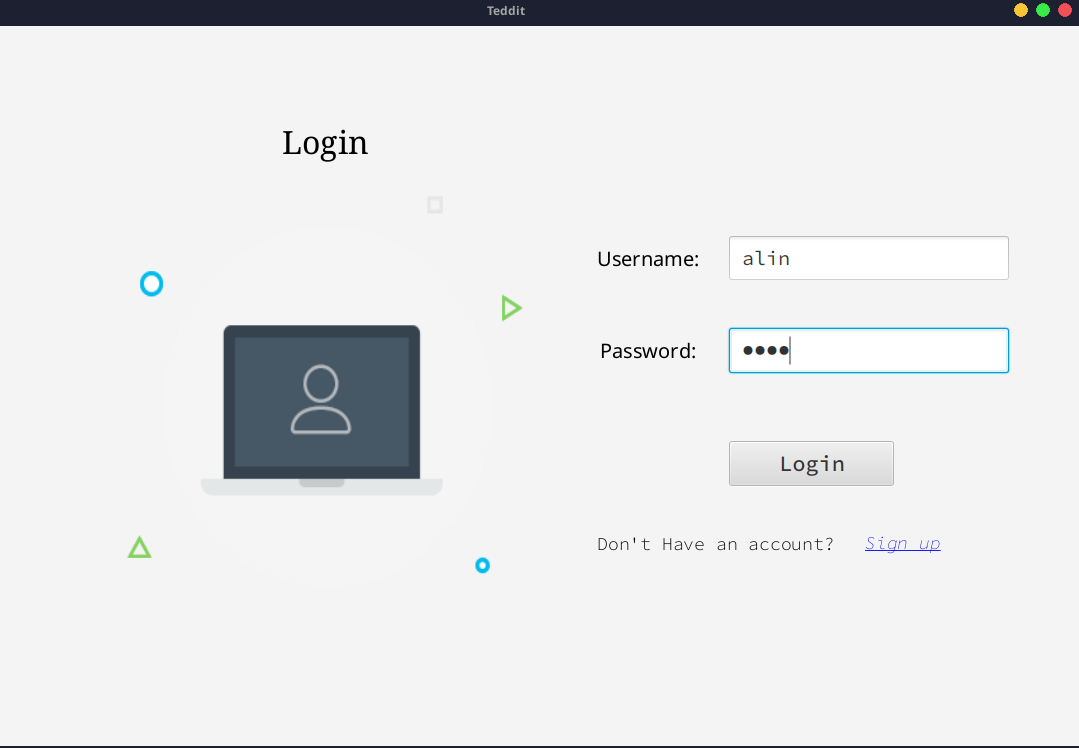 Teddit
Login
Username: alin
Password: ••••
Login
Don't Have an account? Sign up